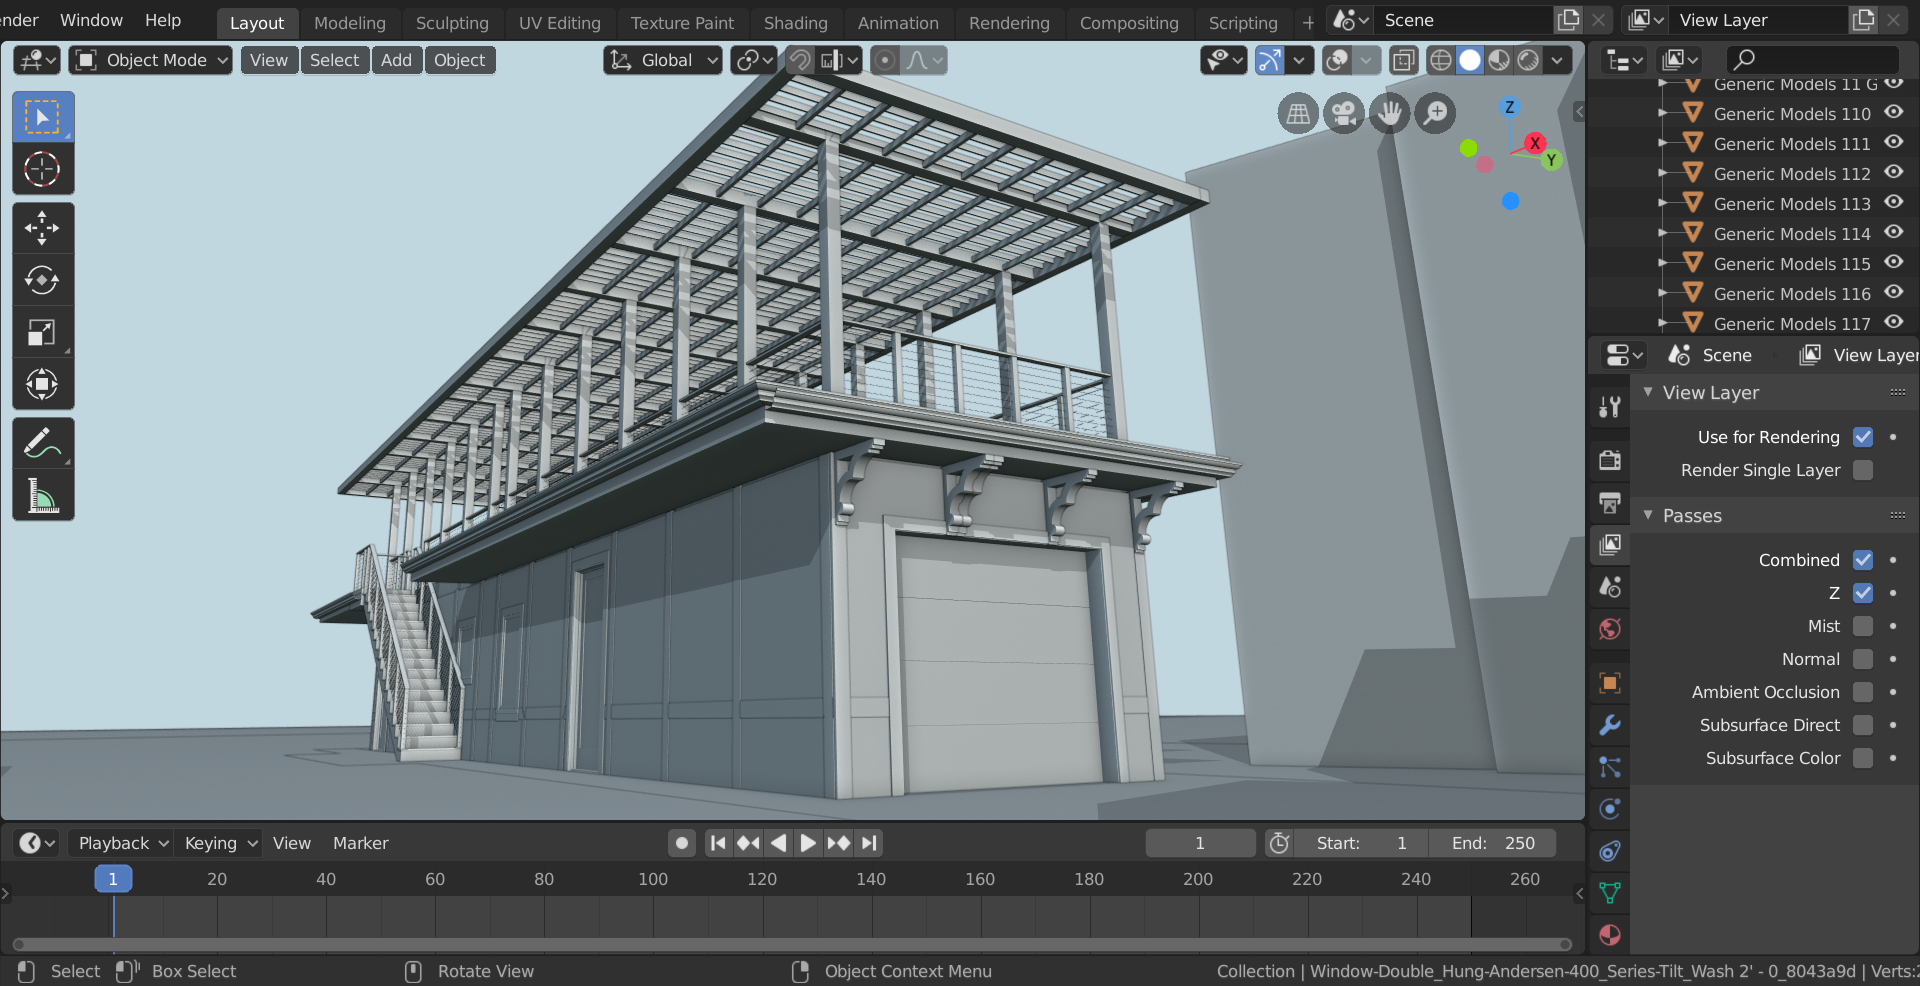 nder Window Help Layout Modeling Sculpting UV Editing Texture Paint Shading Animation Rendering Compositing Scripting + Scene View Layer
Object Mode View Select Add Object Global
Z
X
Y
Generic Models 11 G
Generic Models 110
Generic Models 111
Generic Models 112
Generic Models 113
Generic Models 114
Generic Models 115
Generic Models 116
Generic Models 117
Scene View Layer
View Layer
Use for Rendering
Render Single Layer
Passes
Combined
Z
Mist
Normal
Ambient Occlusion
Subsurface Direct
Subsurface Color
Playback Keying View Marker 1 Start: 1 End: 250
1 20 40 60 80 100 120 140 160 180 200 220 240 260
Select Box Select Rotate View Object Context Menu Collection | Window-Double_Hung-Andersen-400_Series-Tilt_Wash 2' - 0_8043a9d | Verts:2